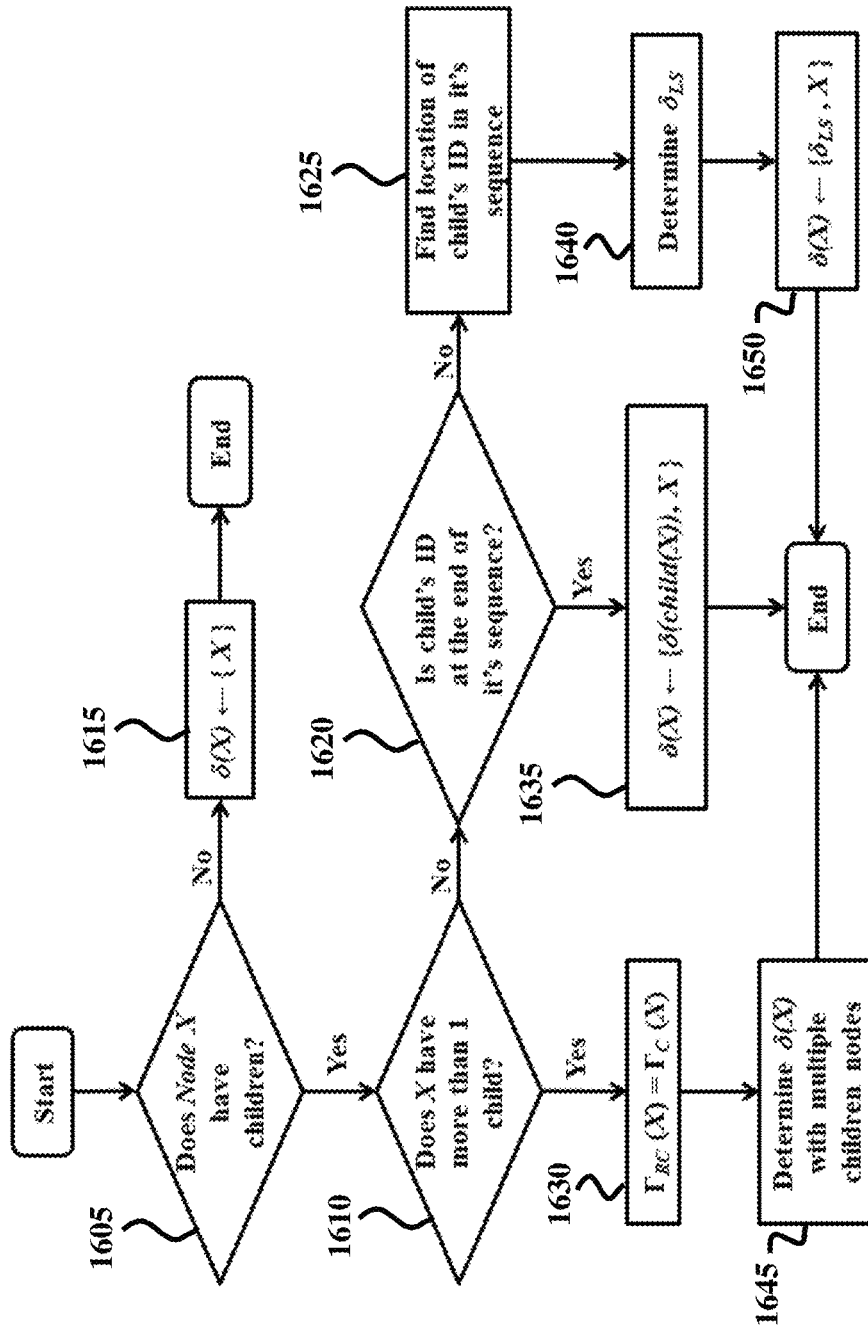 Start
1605
Does Node X
have
children?
No
Yes
1615
δ(X) ← { X }
End
1610
Does X have
more than 1
child?
No
Yes
1620
Is child's ID
at the end of
it's sequence?
No
Yes
1625
Find location of
child's ID in it's
sequence
1630
Γ_RC (X) = Γ_C (X)
1635
δ(X) ← {δ(child(X)), X }
1640
Determine δ_LS
1645
Determine δ(X)
with multiple
children nodes
End
1650
δ(X) ← {δ_LS , X }